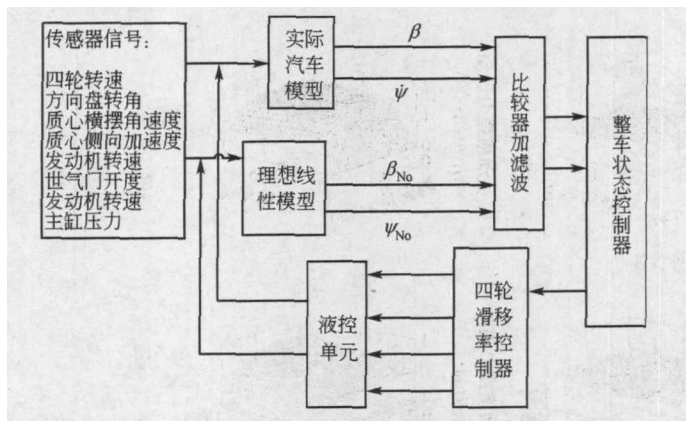 传感器信号:
四轮转速
方向盘转角
质心横摆角速度
质心侧向加速度
发动机转速
世气门开度
发动机转速
主缸压力
实际
汽车
模型
β
ψ̇
理想线
性模型
β_No
ψ_No
比较器加滤波
整车状态控制器
四轮
滑移
率控
制器
液控
单元